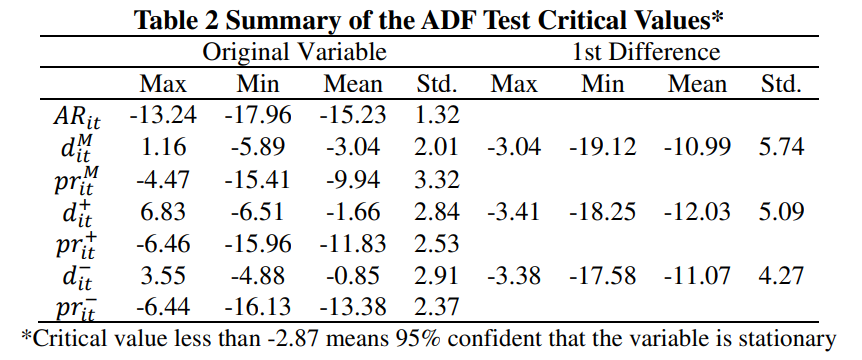 Table 2 Summary of the ADF Test Critical Values*
Original Variable 1st Difference
Max Min Mean Std. Max Min Mean Std.
$AR_{it}$ -13.24 -17.96 -15.23 1.32
$d_{it}^{M}$ 1.16 -5.89 -3.04 2.01 -3.04 -19.12 -10.99 5.74
$pr_{it}^{M}$ -4.47 -15.41 -9.94 3.32
$d_{it}^{+}$ 6.83 -6.51 -1.66 2.84 -3.41 -18.25 -12.03 5.09
$pr_{it}^{+}$ -6.46 -15.96 -11.83 2.53
$d_{it}^{-}$ 3.55 -4.88 -0.85 2.91 -3.38 -17.58 -11.07 4.27
$pr_{it}^{-}$ -6.44 -16.13 -13.38 2.37
*Critical value less than -2.87 means 95% confident that the variable is stationary